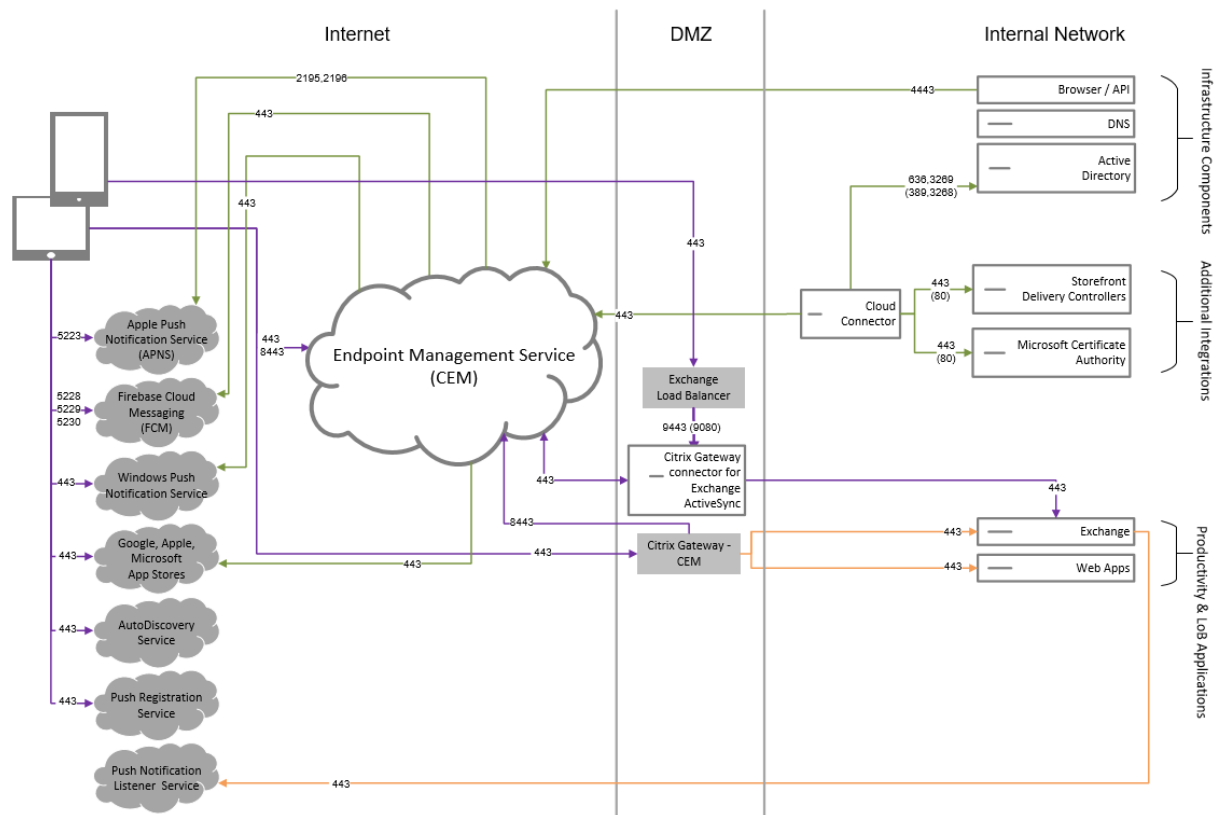 Internet
DMZ
Internal Network
2195,2196
443
443
4443
Browser / API
DNS
Active
Directory
636,3269
(389,3268)
Infrastructure Components
443
5223
Apple Push
Notification Service
(APNS)
443
8443
Endpoint Management Service
(CEM)
443
Cloud
Connector
443
(80)
Storefront
Delivery Controllers
443
(80)
Microsoft Certificate
Authority
Additional Integrations
5228
5229
5230
Firebase Cloud
Messaging
(FCM)
Exchange
Load Balancer
9443 (9080)
443
Windows Push
Notification Service
443
Citrix Gateway
connector for
Exchange
ActiveSync
443
8443
443
Google, Apple,
Microsoft
App Stores
443
443
Citrix Gateway -
CEM
443
Exchange
443
Web Apps
Productivity & LoB Applications
443
AutoDiscovery
Service
443
Push Registration
Service
Push Notification
Listener Service
443